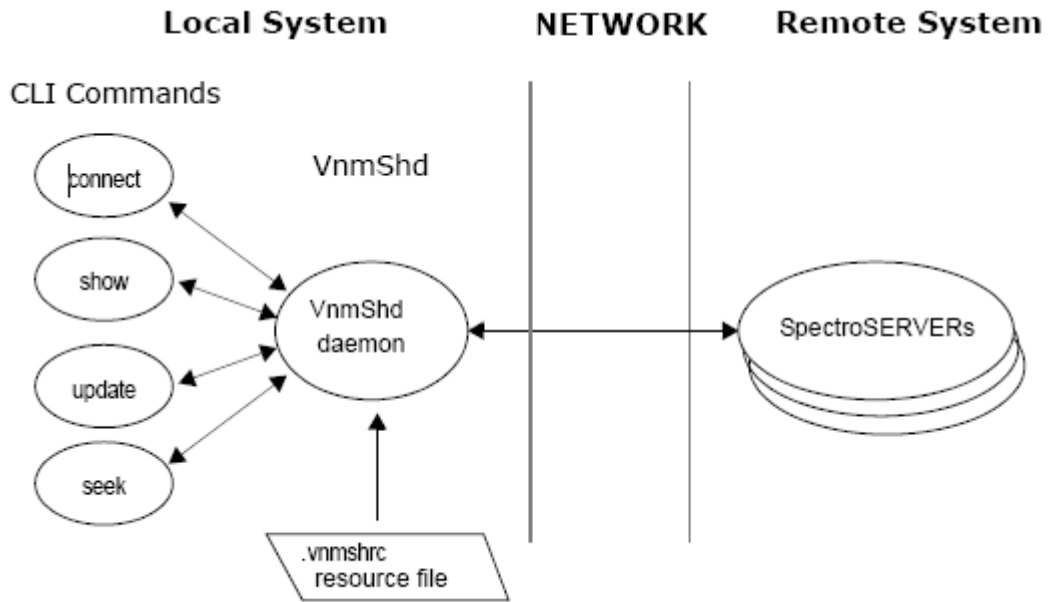 Local System
NETWORK
Remote System
CLI Commands
connect
VnmShd
show
VnmShd
daemon
SpectroSERVERs
update
seek
.vnmshrc
resource file